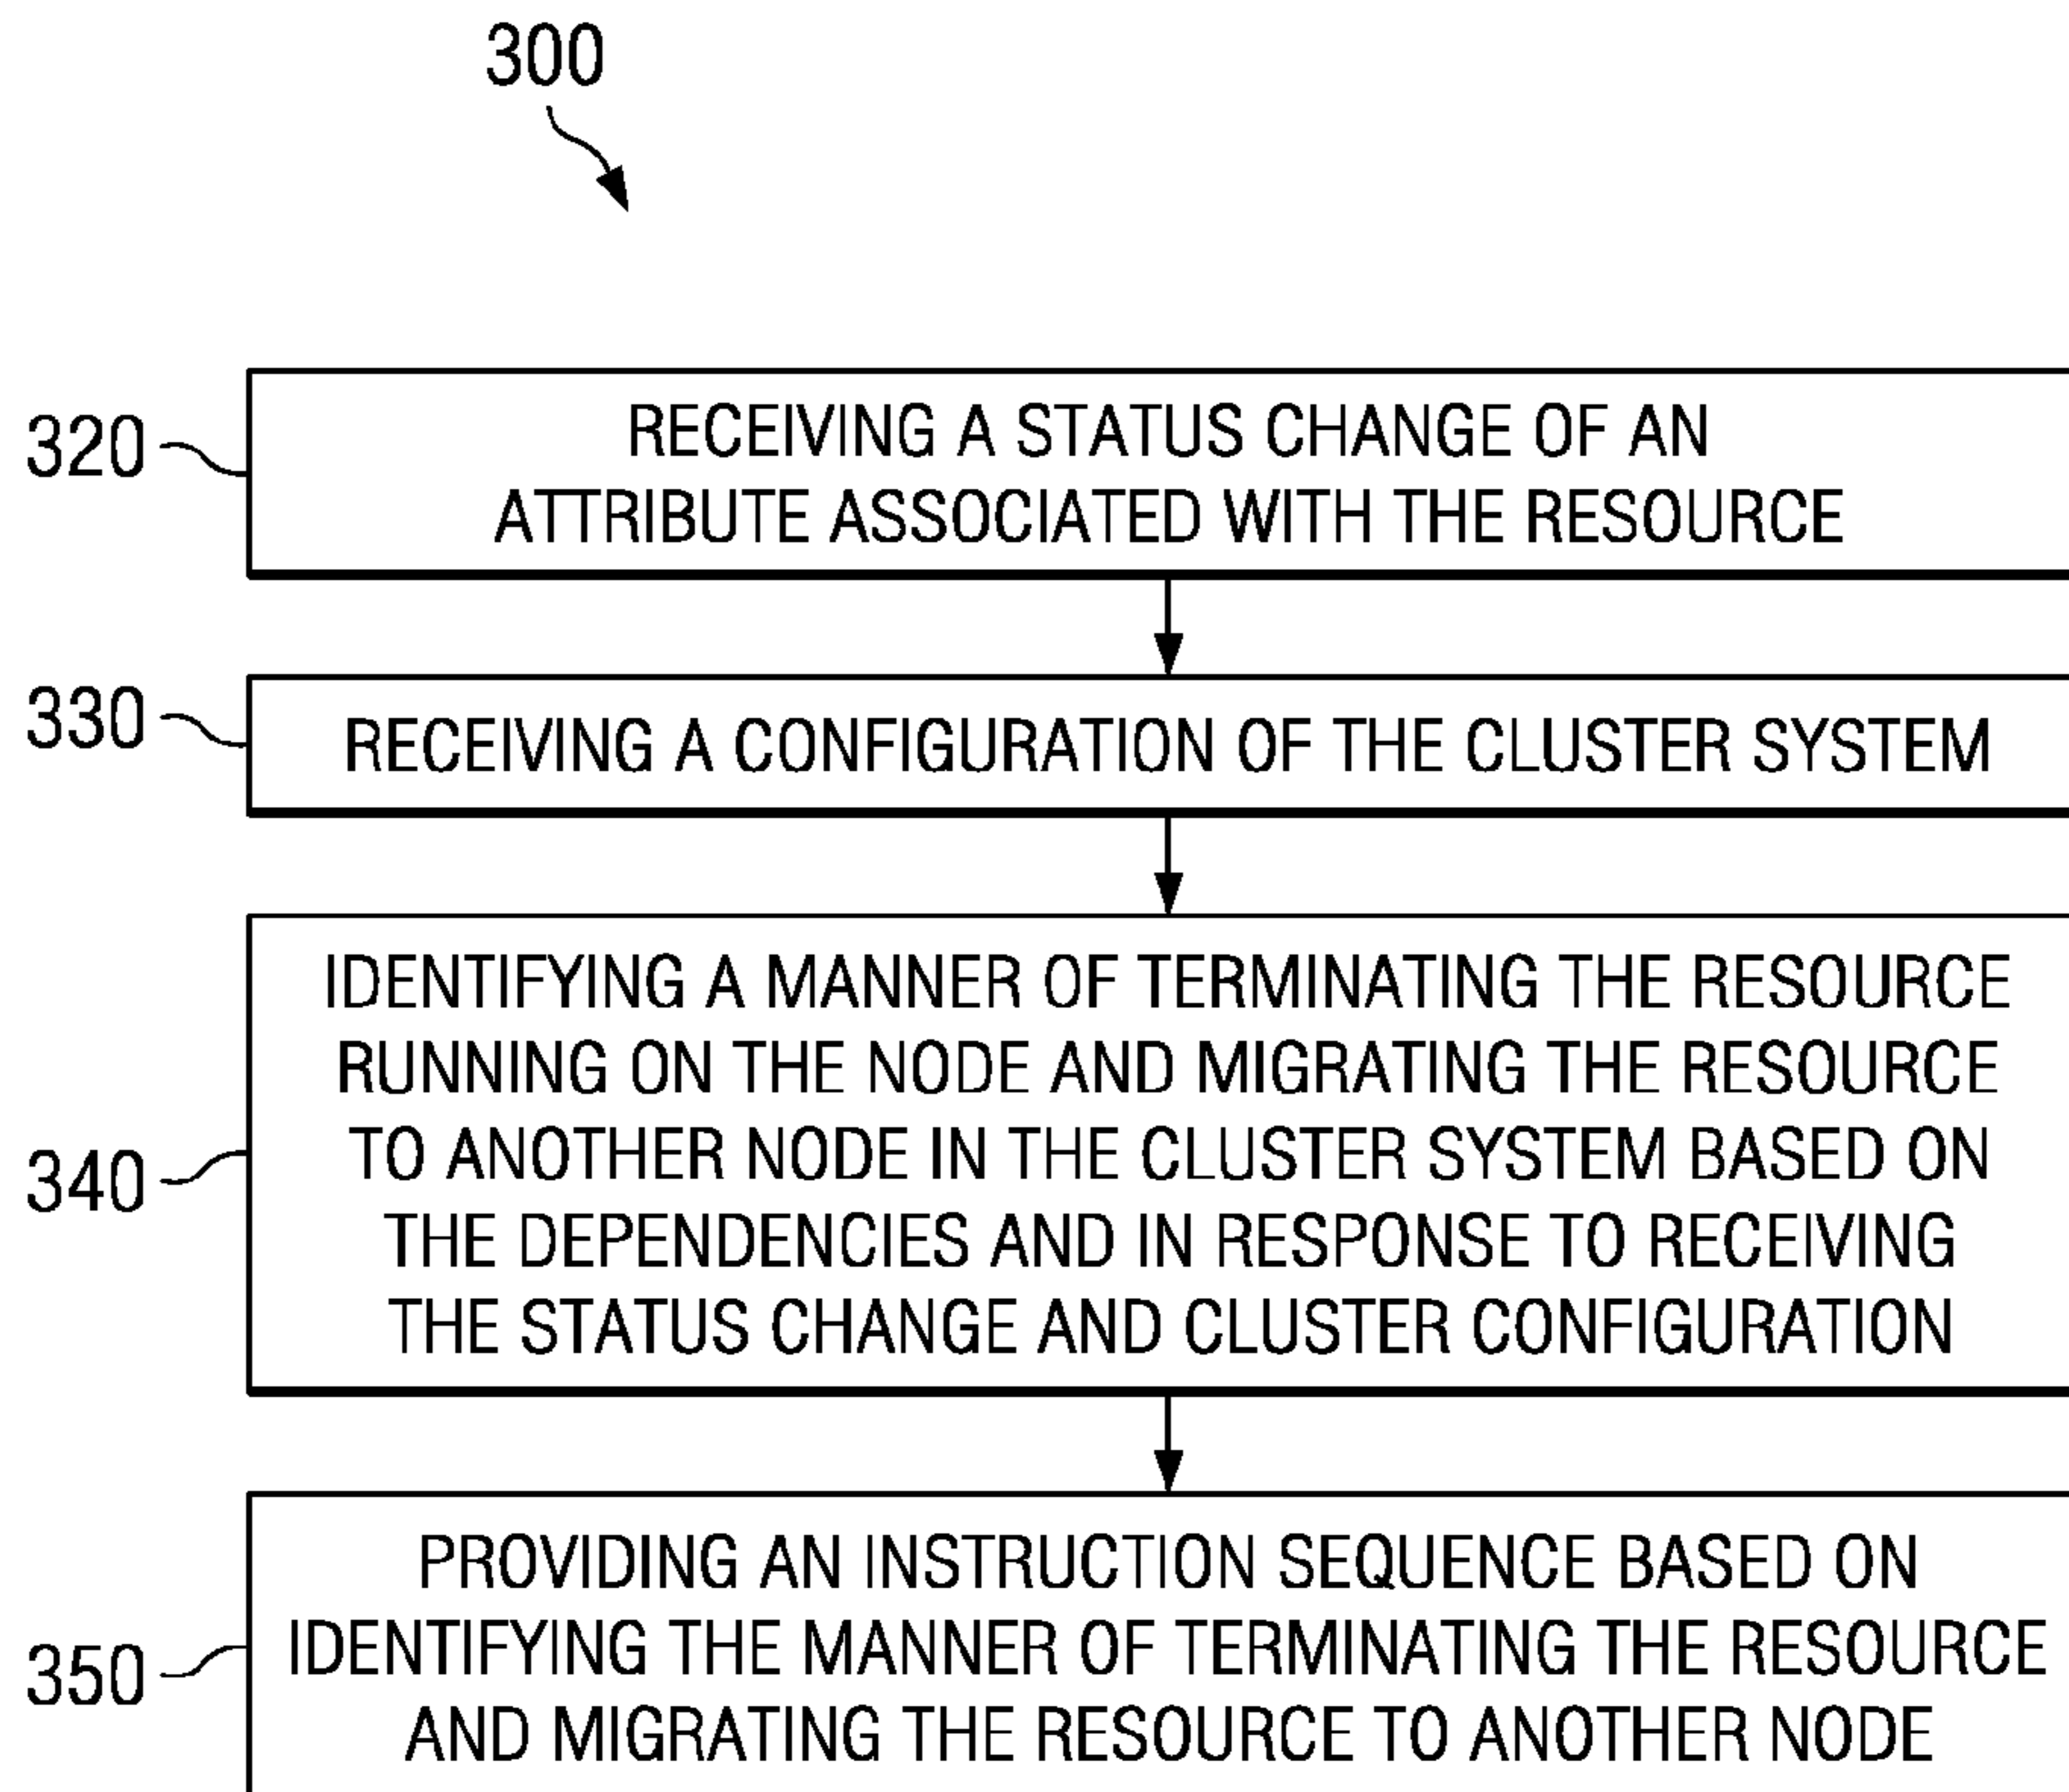 300
320
RECEIVING A STATUS CHANGE OF AN
ATTRIBUTE ASSOCIATED WITH THE RESOURCE
330
RECEIVING A CONFIGURATION OF THE CLUSTER SYSTEM
340
IDENTIFYING A MANNER OF TERMINATING THE RESOURCE
RUNNING ON THE NODE AND MIGRATING THE RESOURCE
TO ANOTHER NODE IN THE CLUSTER SYSTEM BASED ON
THE DEPENDENCIES AND IN RESPONSE TO RECEIVING
THE STATUS CHANGE AND CLUSTER CONFIGURATION
350
PROVIDING AN INSTRUCTION SEQUENCE BASED ON
IDENTIFYING THE MANNER OF TERMINATING THE RESOURCE
AND MIGRATING THE RESOURCE TO ANOTHER NODE